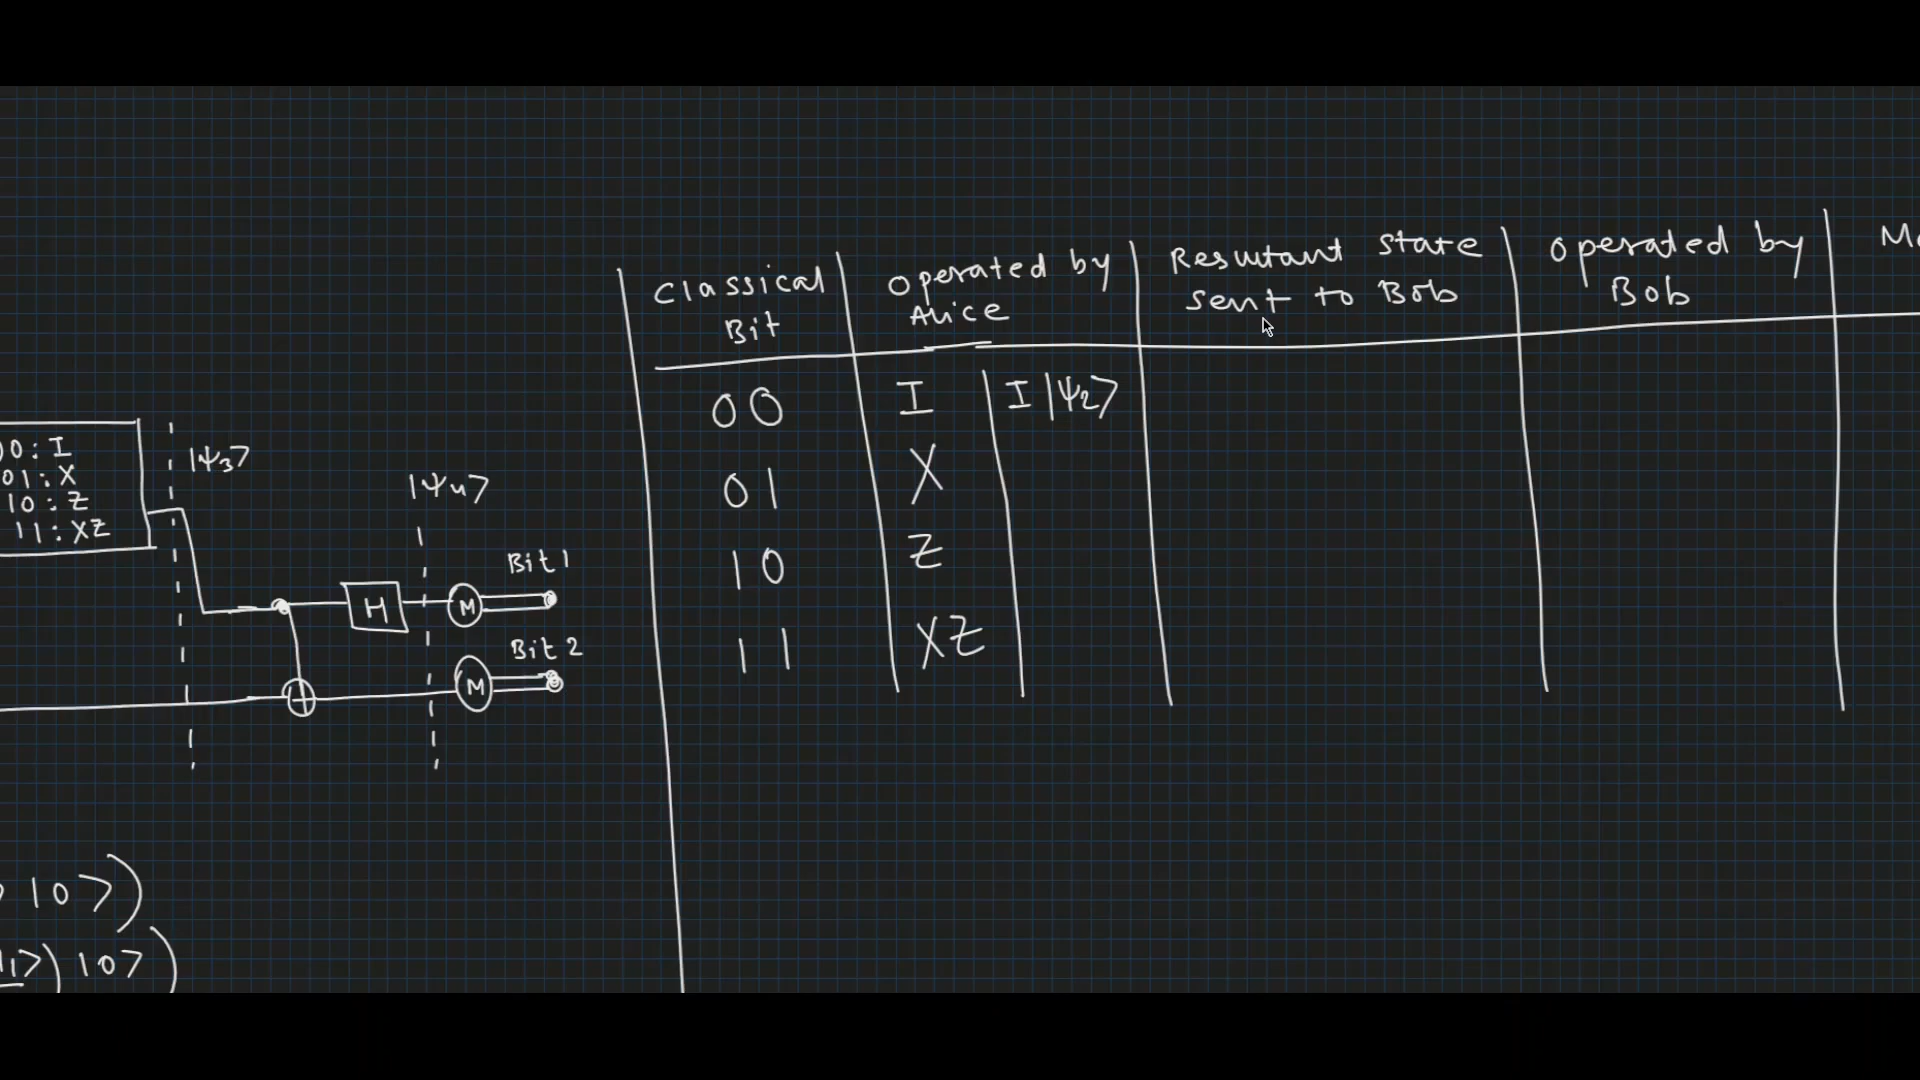 Classical Bit
Operated by Alice
Resultant State sent to Bob
Operated by Bob
00 I I |ψ2⟩
01 X
10 Z
11 XZ
00: I
01: X
10: Z
11: XZ
|ψ3⟩
|ψ4⟩
Bit 1
H M
Bit 2
M
|0⟩)
1⟩) |0⟩)